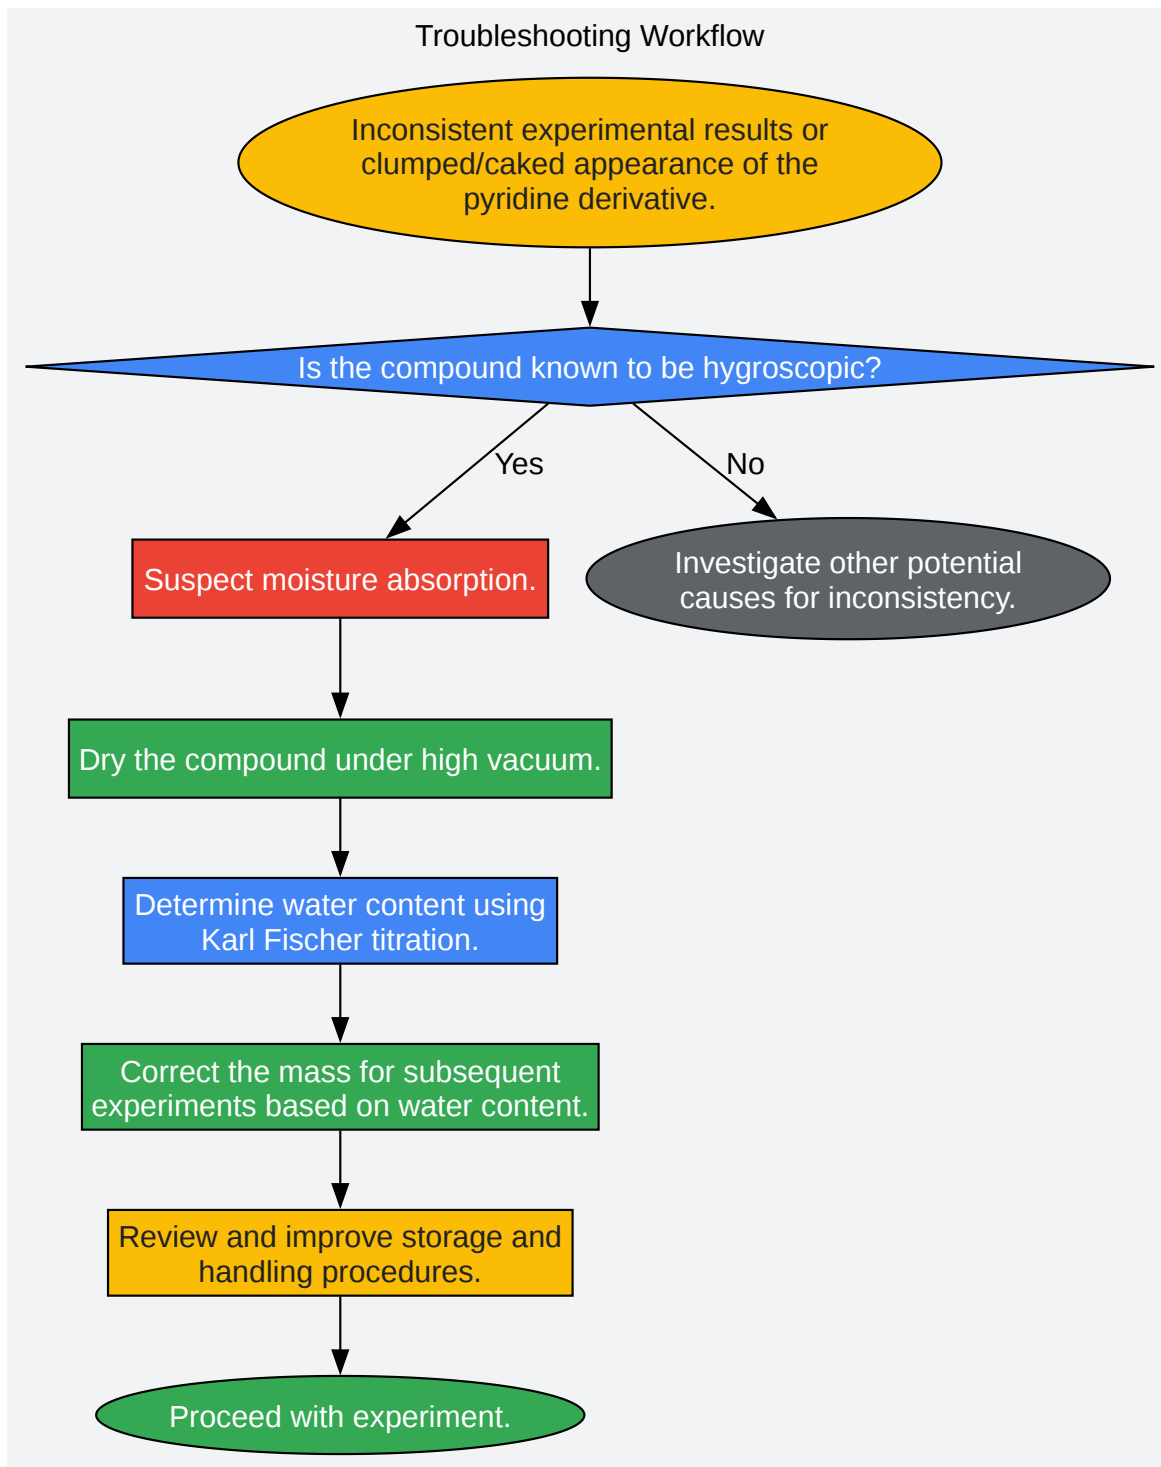 Troubleshooting Workflow
Inconsistent experimental results or
clumped/caked appearance of the
pyridine derivative.
Is the compound known to be hygroscopic?
Yes
No
Suspect moisture absorption.
Investigate other potential
causes for inconsistency.
Dry the compound under high vacuum.
Determine water content using
Karl Fischer titration.
Correct the mass for subsequent
experiments based on water content.
Review and improve storage and
handling procedures.
Proceed with experiment.